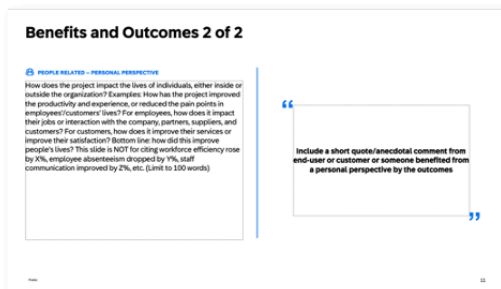 Benefits and Outcomes 2 of 2
PEOPLE RELATED – PERSONAL PERSPECTIVE
How does the project impact the lives of individuals, either inside or
outside the organization? Examples: How has the project improved
the productivity and experience, or reduced the pain points in
employees'/customers' lives? For employees, how does it impact
their jobs or interaction with the company, partners, suppliers, and
customers? For customers, how does it improve their services or
improve their satisfaction? Bottom line: how did this improve
people's lives? This slide is NOT for citing workforce efficiency rose
by X%, employee absenteeism dropped by Y%, staff
communication improved by Z%, etc. (Limit to 100 words)
“
Include a short quote/anecdotal comment from
end-user or customer or someone benefited from
a personal perspective by the outcomes
”
Public
11